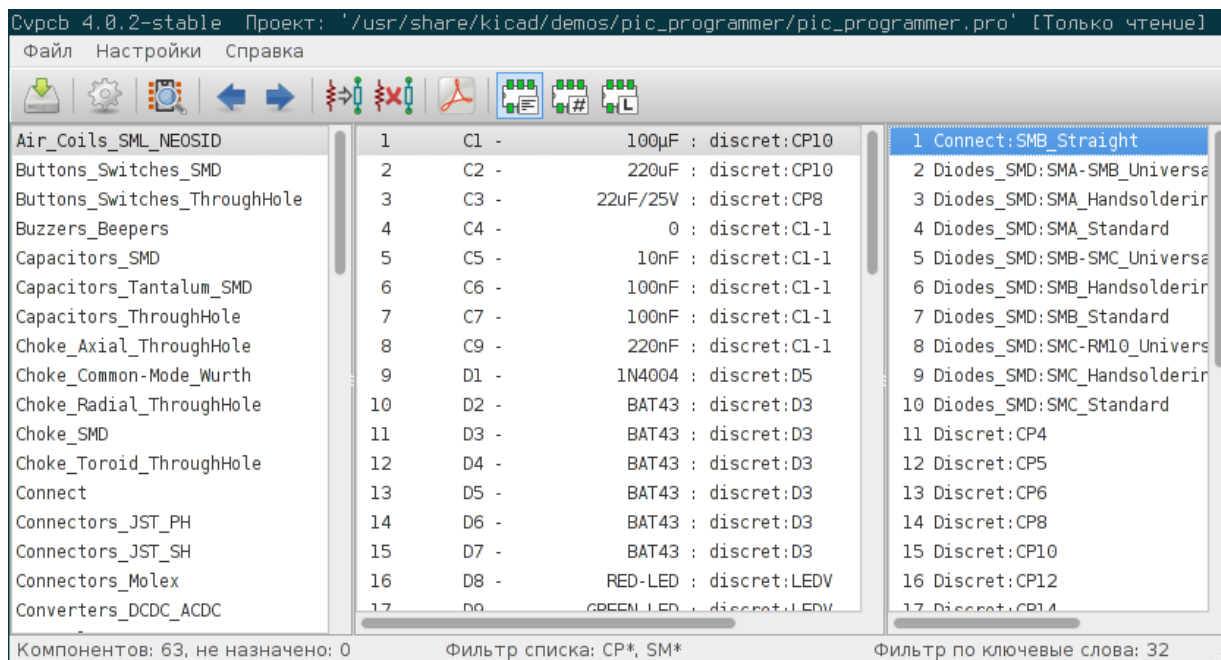 Cvpcb 4.0.2-stable Проект: '/usr/share/kicad/demos/pic_programmer/pic_programmer.pro' [Только чтение]
Файл Настройки Справка
Air_Coils_SML_NEOSID
Buttons_Switches_SMD
Buttons_Switches_ThroughHole
Buzzers_Beepers
Capacitors_SMD
Capacitors_Tantalum_SMD
Capacitors_ThroughHole
Choke_Axial_ThroughHole
Choke_Common-Mode_Wurth
Choke_Radial_ThroughHole
Choke_SMD
Choke_Toroid_ThroughHole
Connect
Connectors_JST_PH
Connectors_JST_SH
Connectors_Molex
Converters_DCDC_ACDC
1 C1 - 100µF : discret:CP10
2 C2 - 220uF : discret:CP10
3 C3 - 22uF/25V : discret:CP8
4 C4 - 0 : discret:C1-1
5 C5 - 10nF : discret:C1-1
6 C6 - 100nF : discret:C1-1
7 C7 - 100nF : discret:C1-1
8 C9 - 220nF : discret:C1-1
9 D1 - 1N4004 : discret:D5
10 D2 - BAT43 : discret:D3
11 D3 - BAT43 : discret:D3
12 D4 - BAT43 : discret:D3
13 D5 - BAT43 : discret:D3
14 D6 - BAT43 : discret:D3
15 D7 - BAT43 : discret:D3
16 D8 - RED-LED : discret:LEDV
17 D9 GREEN-LED : discret:LEDV
1 Connect:SMB_Straight
2 Diodes_SMD:SMA-SMB_Universa
3 Diodes_SMD:SMA_Handsolderin
4 Diodes_SMD:SMA_Standard
5 Diodes_SMD:SMB-SMC_Universa
6 Diodes_SMD:SMB_Handsolderin
7 Diodes_SMD:SMB_Standard
8 Diodes_SMD:SMC-RM10_Univers
9 Diodes_SMD:SMC_Handsolderin
10 Diodes_SMD:SMC_Standard
11 Discret:CP4
12 Discret:CP5
13 Discret:CP6
14 Discret:CP8
15 Discret:CP10
16 Discret:CP12
17 Discret:CP14
Компонентов: 63, не назначено: 0
Фильтр списка: CP*, SM*
Фильтр по ключевые слова: 32